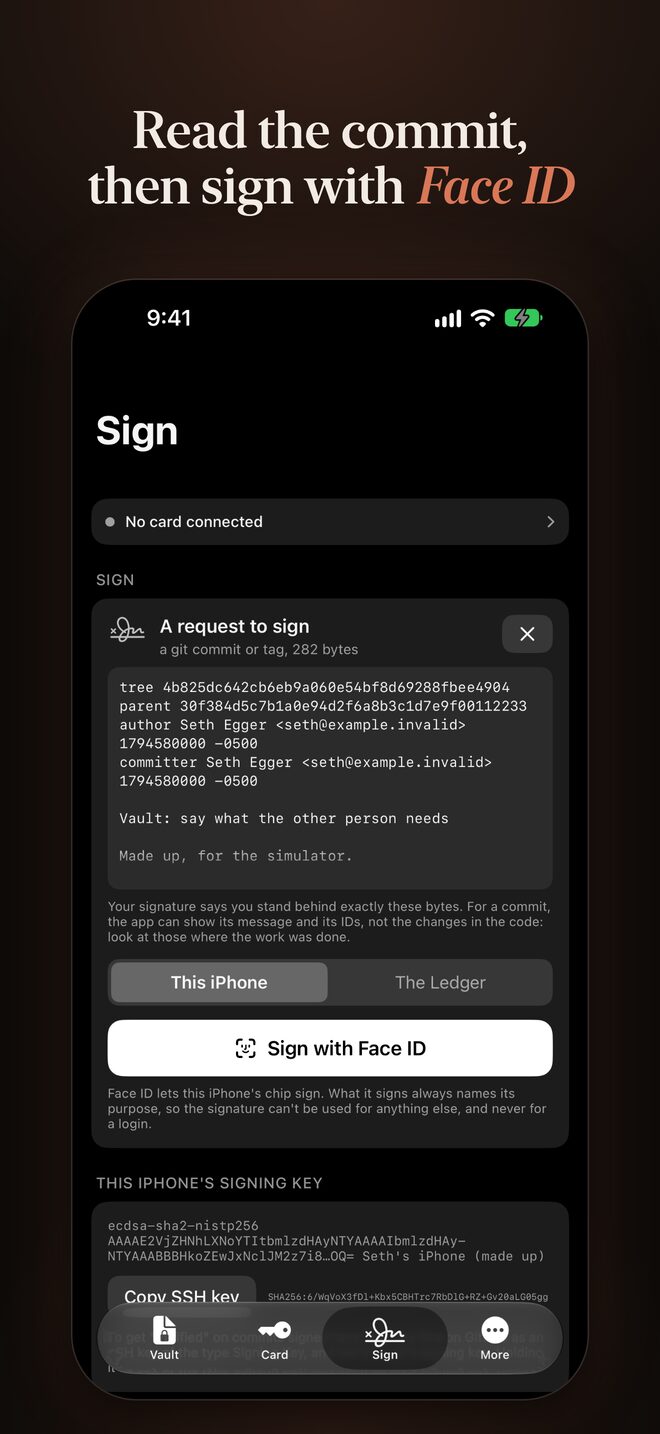 Read the commit,
then sign with Face ID
9:41
Sign
No card connected
SIGN
A request to sign
a git commit or tag, 282 bytes
tree 4b825dc642cb6eb9a060e54bf8d69288fbee4904
parent 30f384d5c7b1a0e94d2f6a8b3c1d7e9f00112233
author Seth Egger <seth@example.invalid>
1794580000 -0500
committer Seth Egger <seth@example.invalid>
1794580000 -0500
Vault: say what the other person needs
Made up, for the simulator.
Your signature says you stand behind exactly these bytes. For a commit,
the app can show its message and its IDs, not the changes in the code:
look at those where the work was done.
This iPhone
The Ledger
Sign with Face ID
Face ID lets this iPhone's chip sign. What it signs always names its
purpose, so the signature can't be used for anything else, and never for
a login.
THIS IPHONE'S SIGNING KEY
ecdsa-sha2-nistp256
AAAAE2VjZHNhLXNoYTItbmlzdHAyNTYAAAAIbmlzdHAy-
NTYAAABBBHkoZEwJxNclJM2z7i8…OQ= Seth's iPhone (made up)
Copy SSH key
SHA256:6/WqVoX3fDl+Kbx5CBHTrc7RbDlG+RZ+Gv20aLG05gg
Vault
Card
Sign
More